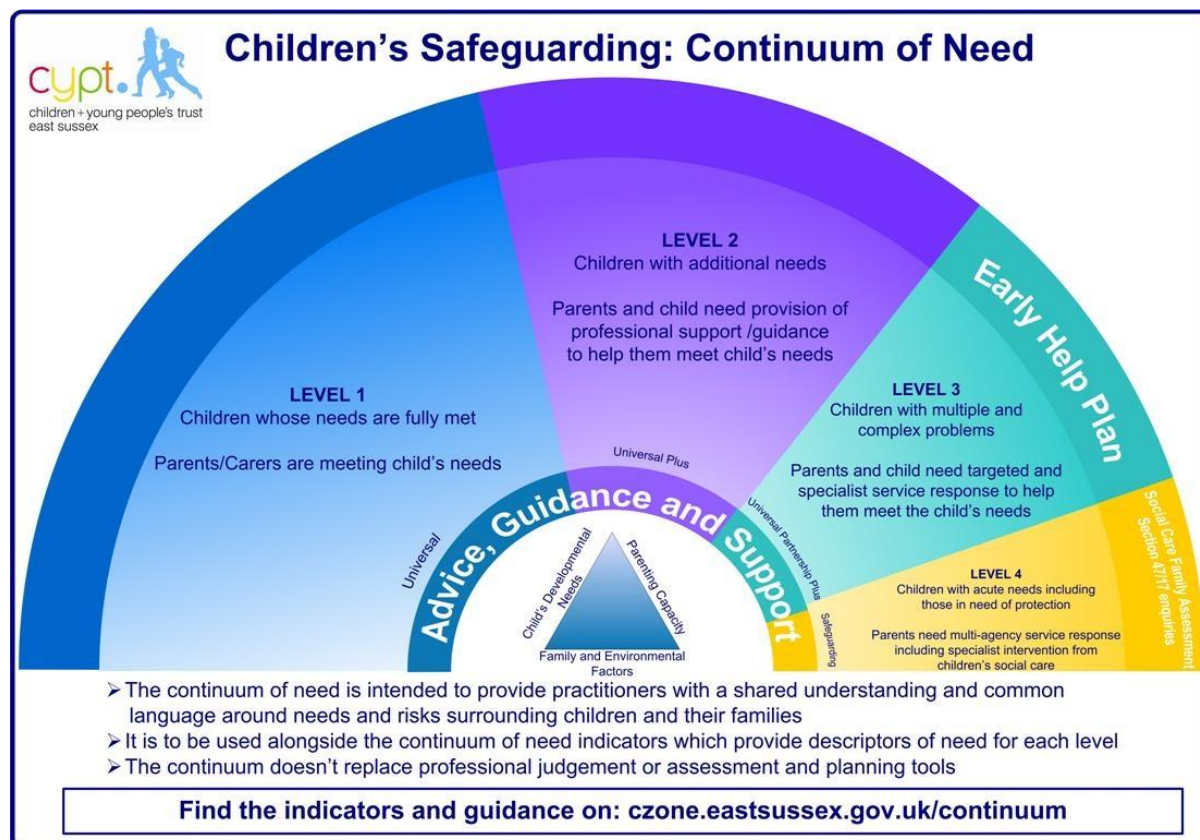 cypt.
children + young people's trust
east sussex
Children's Safeguarding: Continuum of Need
LEVEL 1
Children whose needs are fully met
Parents/Carers are meeting child's needs
LEVEL 2
Children with additional needs
Parents and child need provision of
professional support /guidance
to help them meet child's needs
LEVEL 3
Children with multiple and
complex problems
Parents and child need targeted and
specialist service response to help
them meet the child's needs
LEVEL 4
Children with acute needs including
those in need of protection
Parents need multi-agency service response
including specialist intervention from
children's social care
Early Help Plan
Social Care Family Assessment
Section 47/17 enquiries
Universal
Universal Plus
Universal Partnership Plus
Safeguarding
Advice, Guidance and Support
Child's Developmental
Needs
Parenting Capacity
Family and Environmental
Factors
➢ The continuum of need is intended to provide practitioners with a shared understanding and common
language around needs and risks surrounding children and their families
➢ It is to be used alongside the continuum of need indicators which provide descriptors of need for each level
➢ The continuum doesn't replace professional judgement or assessment and planning tools
Find the indicators and guidance on: czone.eastsussex.gov.uk/continuum